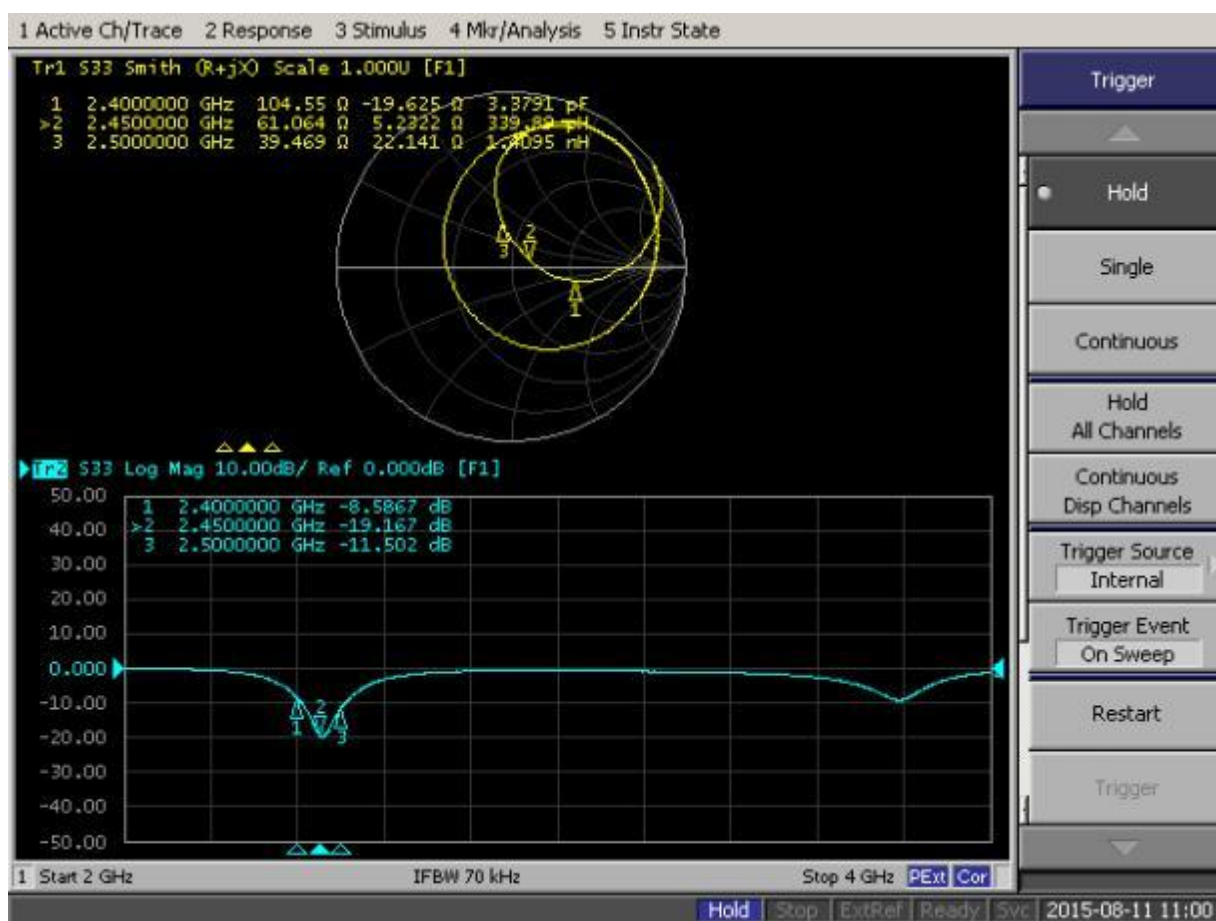 1 Active Ch/Trace 2 Response 3 Stimulus 4 Mkr/Analysis 5 Instr State
Tr1 S33 Smith (R+jX) Scale 1.000U [F1]
1 2.4000000 GHz 104.55 Ω -19.625 Ω 3.3791 pF
>2 2.4500000 GHz 61.064 Ω 5.2322 Ω 339.89 pH
3 2.5000000 GHz 39.469 Ω 22.141 Ω 1.4095 nH
2
3
1
Tr2 S33 Log Mag 10.00dB/ Ref 0.000dB [F1]
50.00
1 2.4000000 GHz -8.5867 dB
40.00
>2 2.4500000 GHz -19.167 dB
3 2.5000000 GHz -11.502 dB
30.00
20.00
10.00
0.000
-10.00
2
1
3
-20.00
-30.00
-40.00
-50.00
1 Start 2 GHz IFBW 70 kHz Stop 4 GHz PExt Cor
Trigger
Hold
Single
Continuous
Hold
All Channels
Continuous
Disp Channels
Trigger Source
Internal
Trigger Event
On Sweep
Restart
Trigger
Hold Stop ExtRef Ready Svc 2015-08-11 11:00